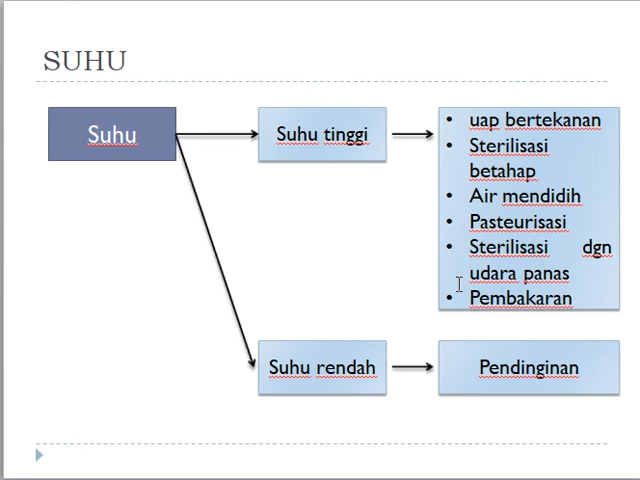 SUHU
Suhu
Suhu tinggi
• uap bertekanan
• Sterilisasi
betahap
• Air mendidih
• Pasteurisasi
• Sterilisasi dgn
udara panas
• Pembakaran
Suhu rendah
Pendinginan